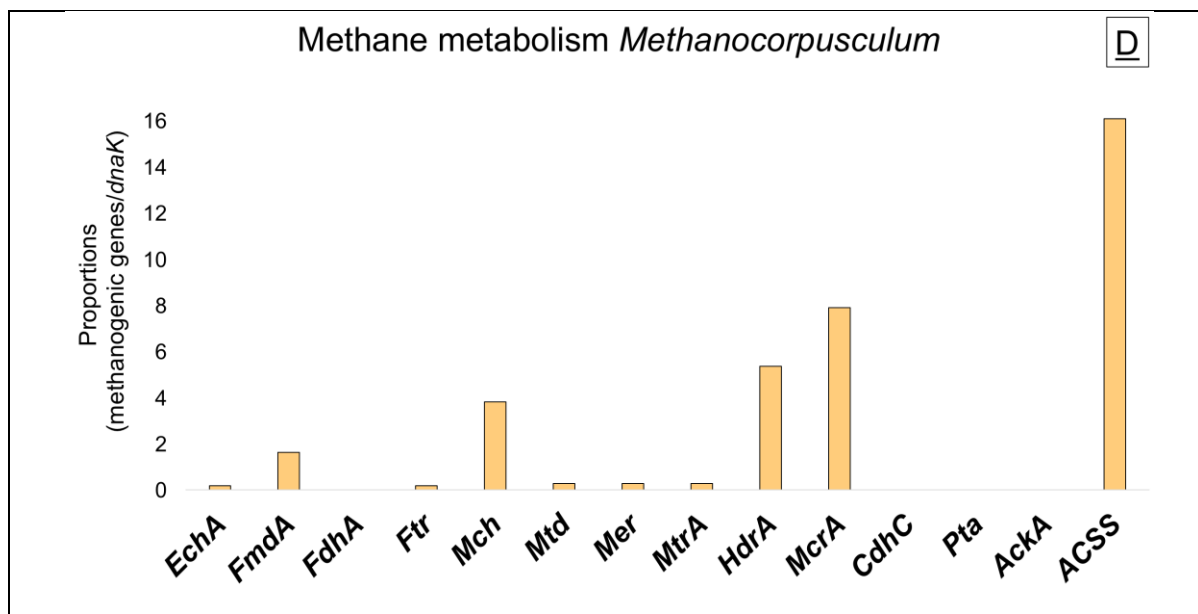 Methane metabolism Methanocorpusculum
D
Proportions
(methanogenic genes/dnaK)
16
14
12
10
8
6
4
2
0
EchA
FmdA
FdhA
Ftr
Mch
Mtd
Mer
MtrA
HdrA
McrA
CdhC
Pta
AckA
ACSS